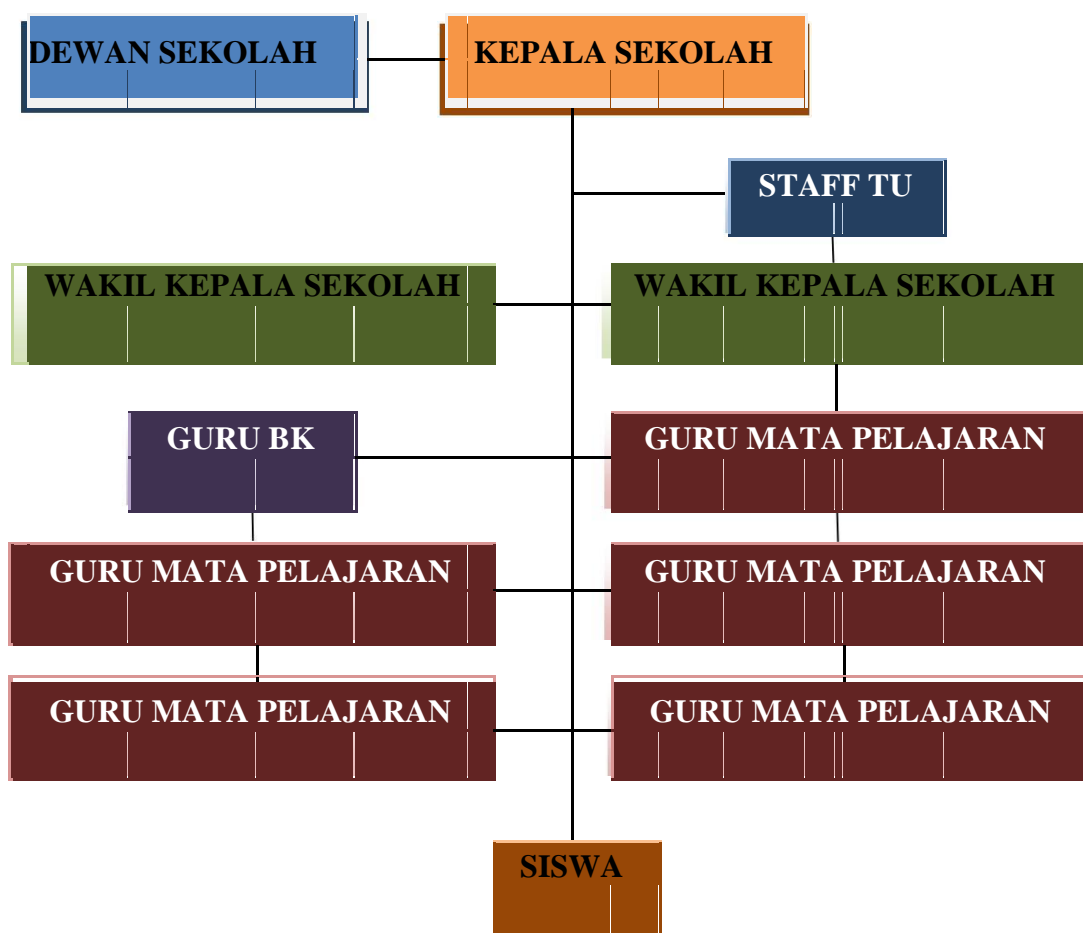 DEWAN SEKOLAH
KEPALA SEKOLAH
STAFF TU
WAKIL KEPALA SEKOLAH
WAKIL KEPALA SEKOLAH
GURU BK
GURU MATA PELAJARAN
GURU MATA PELAJARAN
GURU MATA PELAJARAN
GURU MATA PELAJARAN
GURU MATA PELAJARAN
SISWA